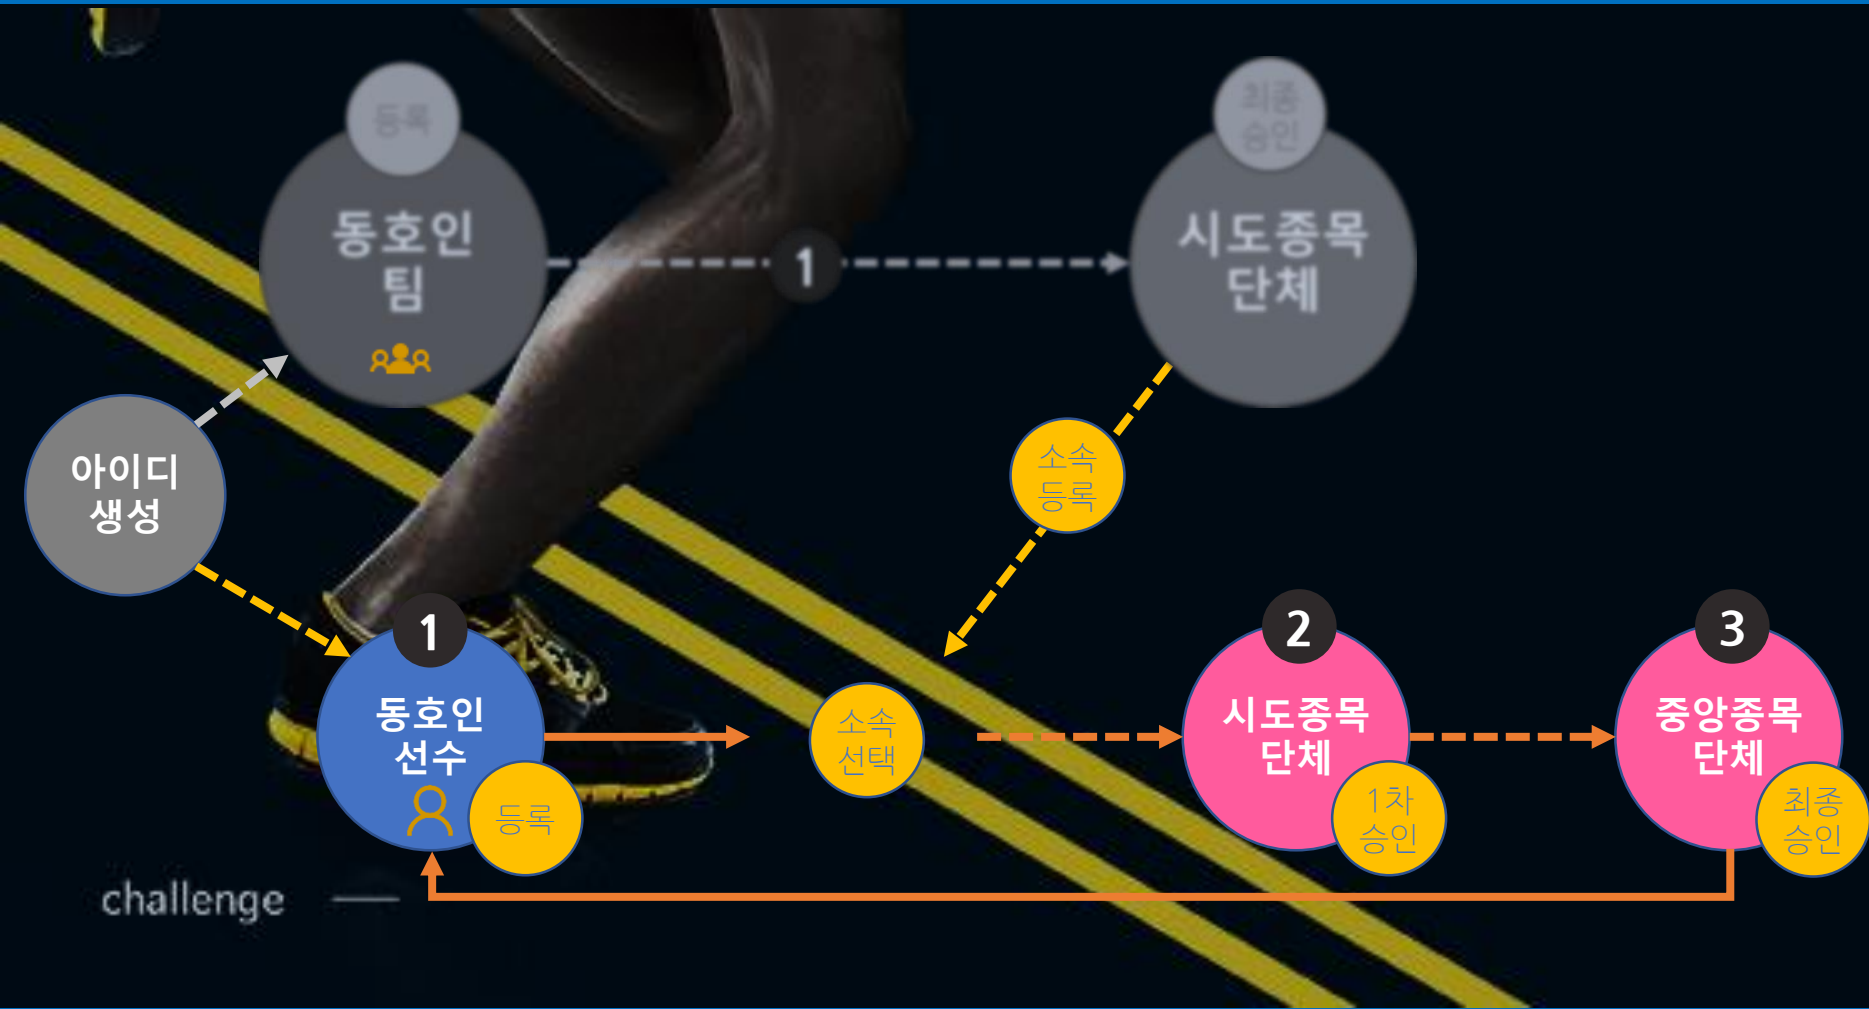 등록
동호인
팀
1
최종
승인
시도종목
단체
아이디
생성
소속
등록
1
동호인
선수
등록
소속
선택
2
시도종목
단체
1차
승인
3
중앙종목
단체
최종
승인
challenge